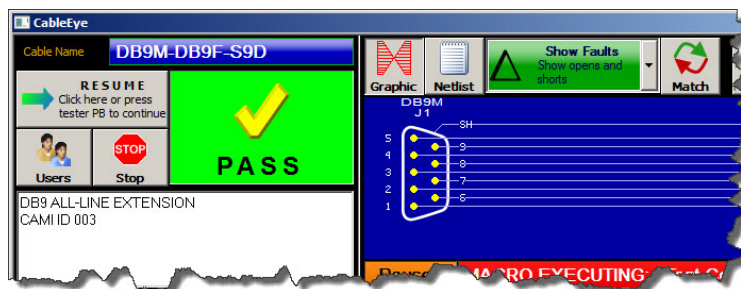 CableEye
Cable Name
DB9M-DB9F-S9D
RESUME
Click here or press
tester PB to continue
Users
STOP
Stop
PASS
DB9 ALL-LINE EXTENSION
CAMI ID 003
Graphic
Netlist
Show Faults
Show opens and
shorts
Match
DB9M
J1
SH
5
9
4
8
3
7
2
6
1
MACRO EXECUTING: